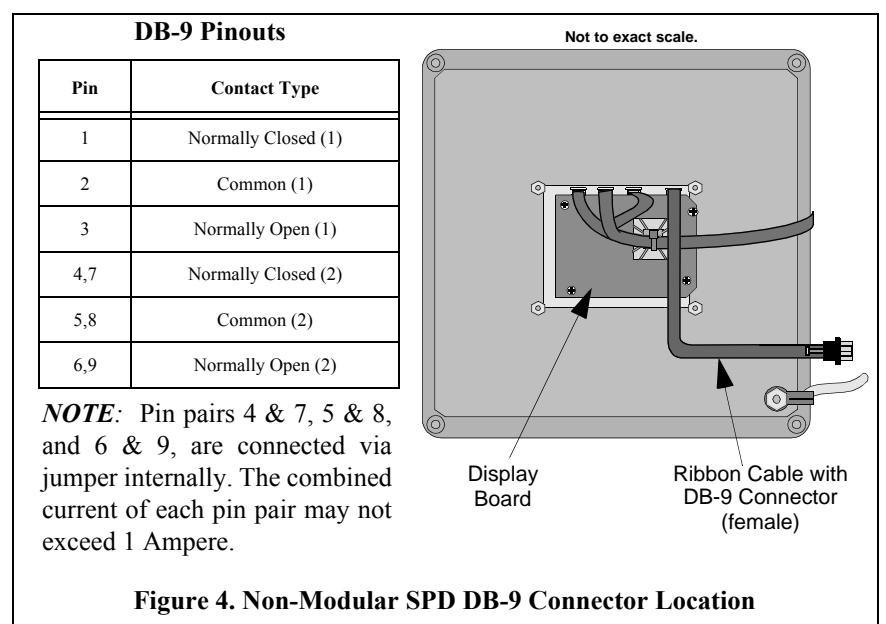 DB-9 Pinouts
Pin Contact Type
1 Normally Closed (1)
2 Common (1)
3 Normally Open (1)
4,7 Normally Closed (2)
5,8 Common (2)
6,9 Normally Open (2)
NOTE: Pin pairs 4 & 7, 5 & 8,
and 6 & 9, are connected via
jumper internally. The combined
current of each pin pair may not
exceed 1 Ampere.
Not to exact scale.
Display
Board
Ribbon Cable with
DB-9 Connector
(female)
Figure 4. Non-Modular SPD DB-9 Connector Location